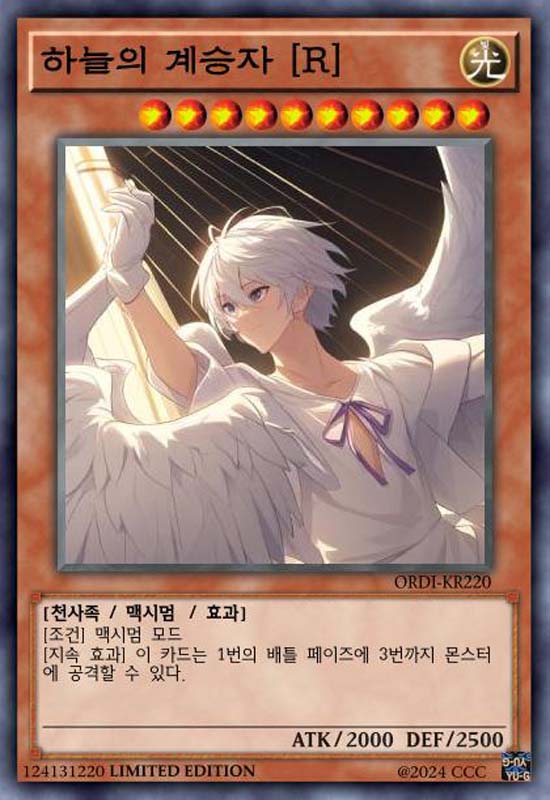 하늘의 계승자 [R]
빛
光
ORDI-KR220
[천사족 / 맥시멈 / 효과]
[조건] 맥시멈 모드
[지속 효과] 이 카드는 1번의 배틀 페이즈에 3번까지 몬스터
에 공격할 수 있다.
ATK/2000 DEF/2500
124131220 LIMITED EDITION
@2024 CCC